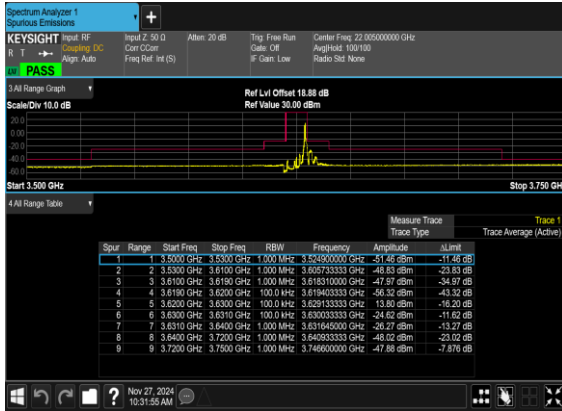 Spectrum Analyzer 1
Spurious Emissions
KEYSIGHT Input: RF Input Z: 50 Ω Atten: 20 dB Trig: Free Run Center Freq: 22.005000000 GHz
R T Coupling: DC Corr CCorr Gate: Off Avg|Hold: 100/100
Align: Auto Freq Ref: Int (S) IF Gain: Low Radio Std: None
PASS
3 All Range Graph
Ref Lvl Offset 18.88 dB
Scale/Div 10.0 dB Ref Value 30.00 dBm
20.0
0.00
-20.0
-40.0
-60.0
Start 3.500 GHz Stop 3.750 GH
4 All Range Table
Measure Trace Trace 1
Trace Type Trace Average (Active)
Spur Range Start Freq Stop Freq RBW Frequency Amplitude ΔLimit
1 1 3.5000 GHz 3.5300 GHz 1.000 MHz 3.524900000 GHz -51.46 dBm -11.46 dB
2 2 3.5300 GHz 3.6100 GHz 1.000 MHz 3.605733333 GHz -48.83 dBm -23.83 dB
3 3 3.6100 GHz 3.6190 GHz 1.000 MHz 3.618310000 GHz -47.97 dBm -34.97 dB
4 4 3.6190 GHz 3.6200 GHz 100.0 kHz 3.619403333 GHz -56.32 dBm -43.32 dB
5 5 3.6200 GHz 3.6300 GHz 100.0 kHz 3.629133333 GHz 13.80 dBm -16.20 dB
6 6 3.6300 GHz 3.6310 GHz 100.0 kHz 3.630033333 GHz -24.62 dBm -11.62 dB
7 7 3.6310 GHz 3.6400 GHz 1.000 MHz 3.631645000 GHz -26.27 dBm -13.27 dB
8 8 3.6400 GHz 3.7200 GHz 1.000 MHz 3.640933333 GHz -48.02 dBm -23.02 dB
9 9 3.7200 GHz 3.7500 GHz 1.000 MHz 3.746600000 GHz -47.88 dBm -7.876 dB
Nov 27, 2024
10:31:55 AM